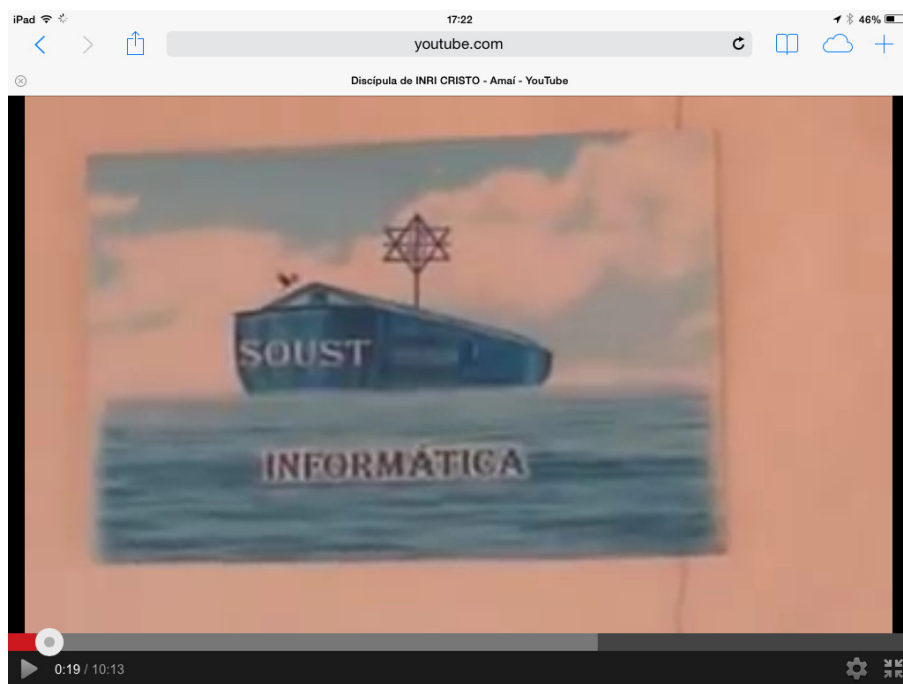 iPad 17:22 46%
youtube.com
Discípula de INRI CRISTO - Amaí - YouTube
SOUST
INFORMÁTICA
0:19 / 10:13